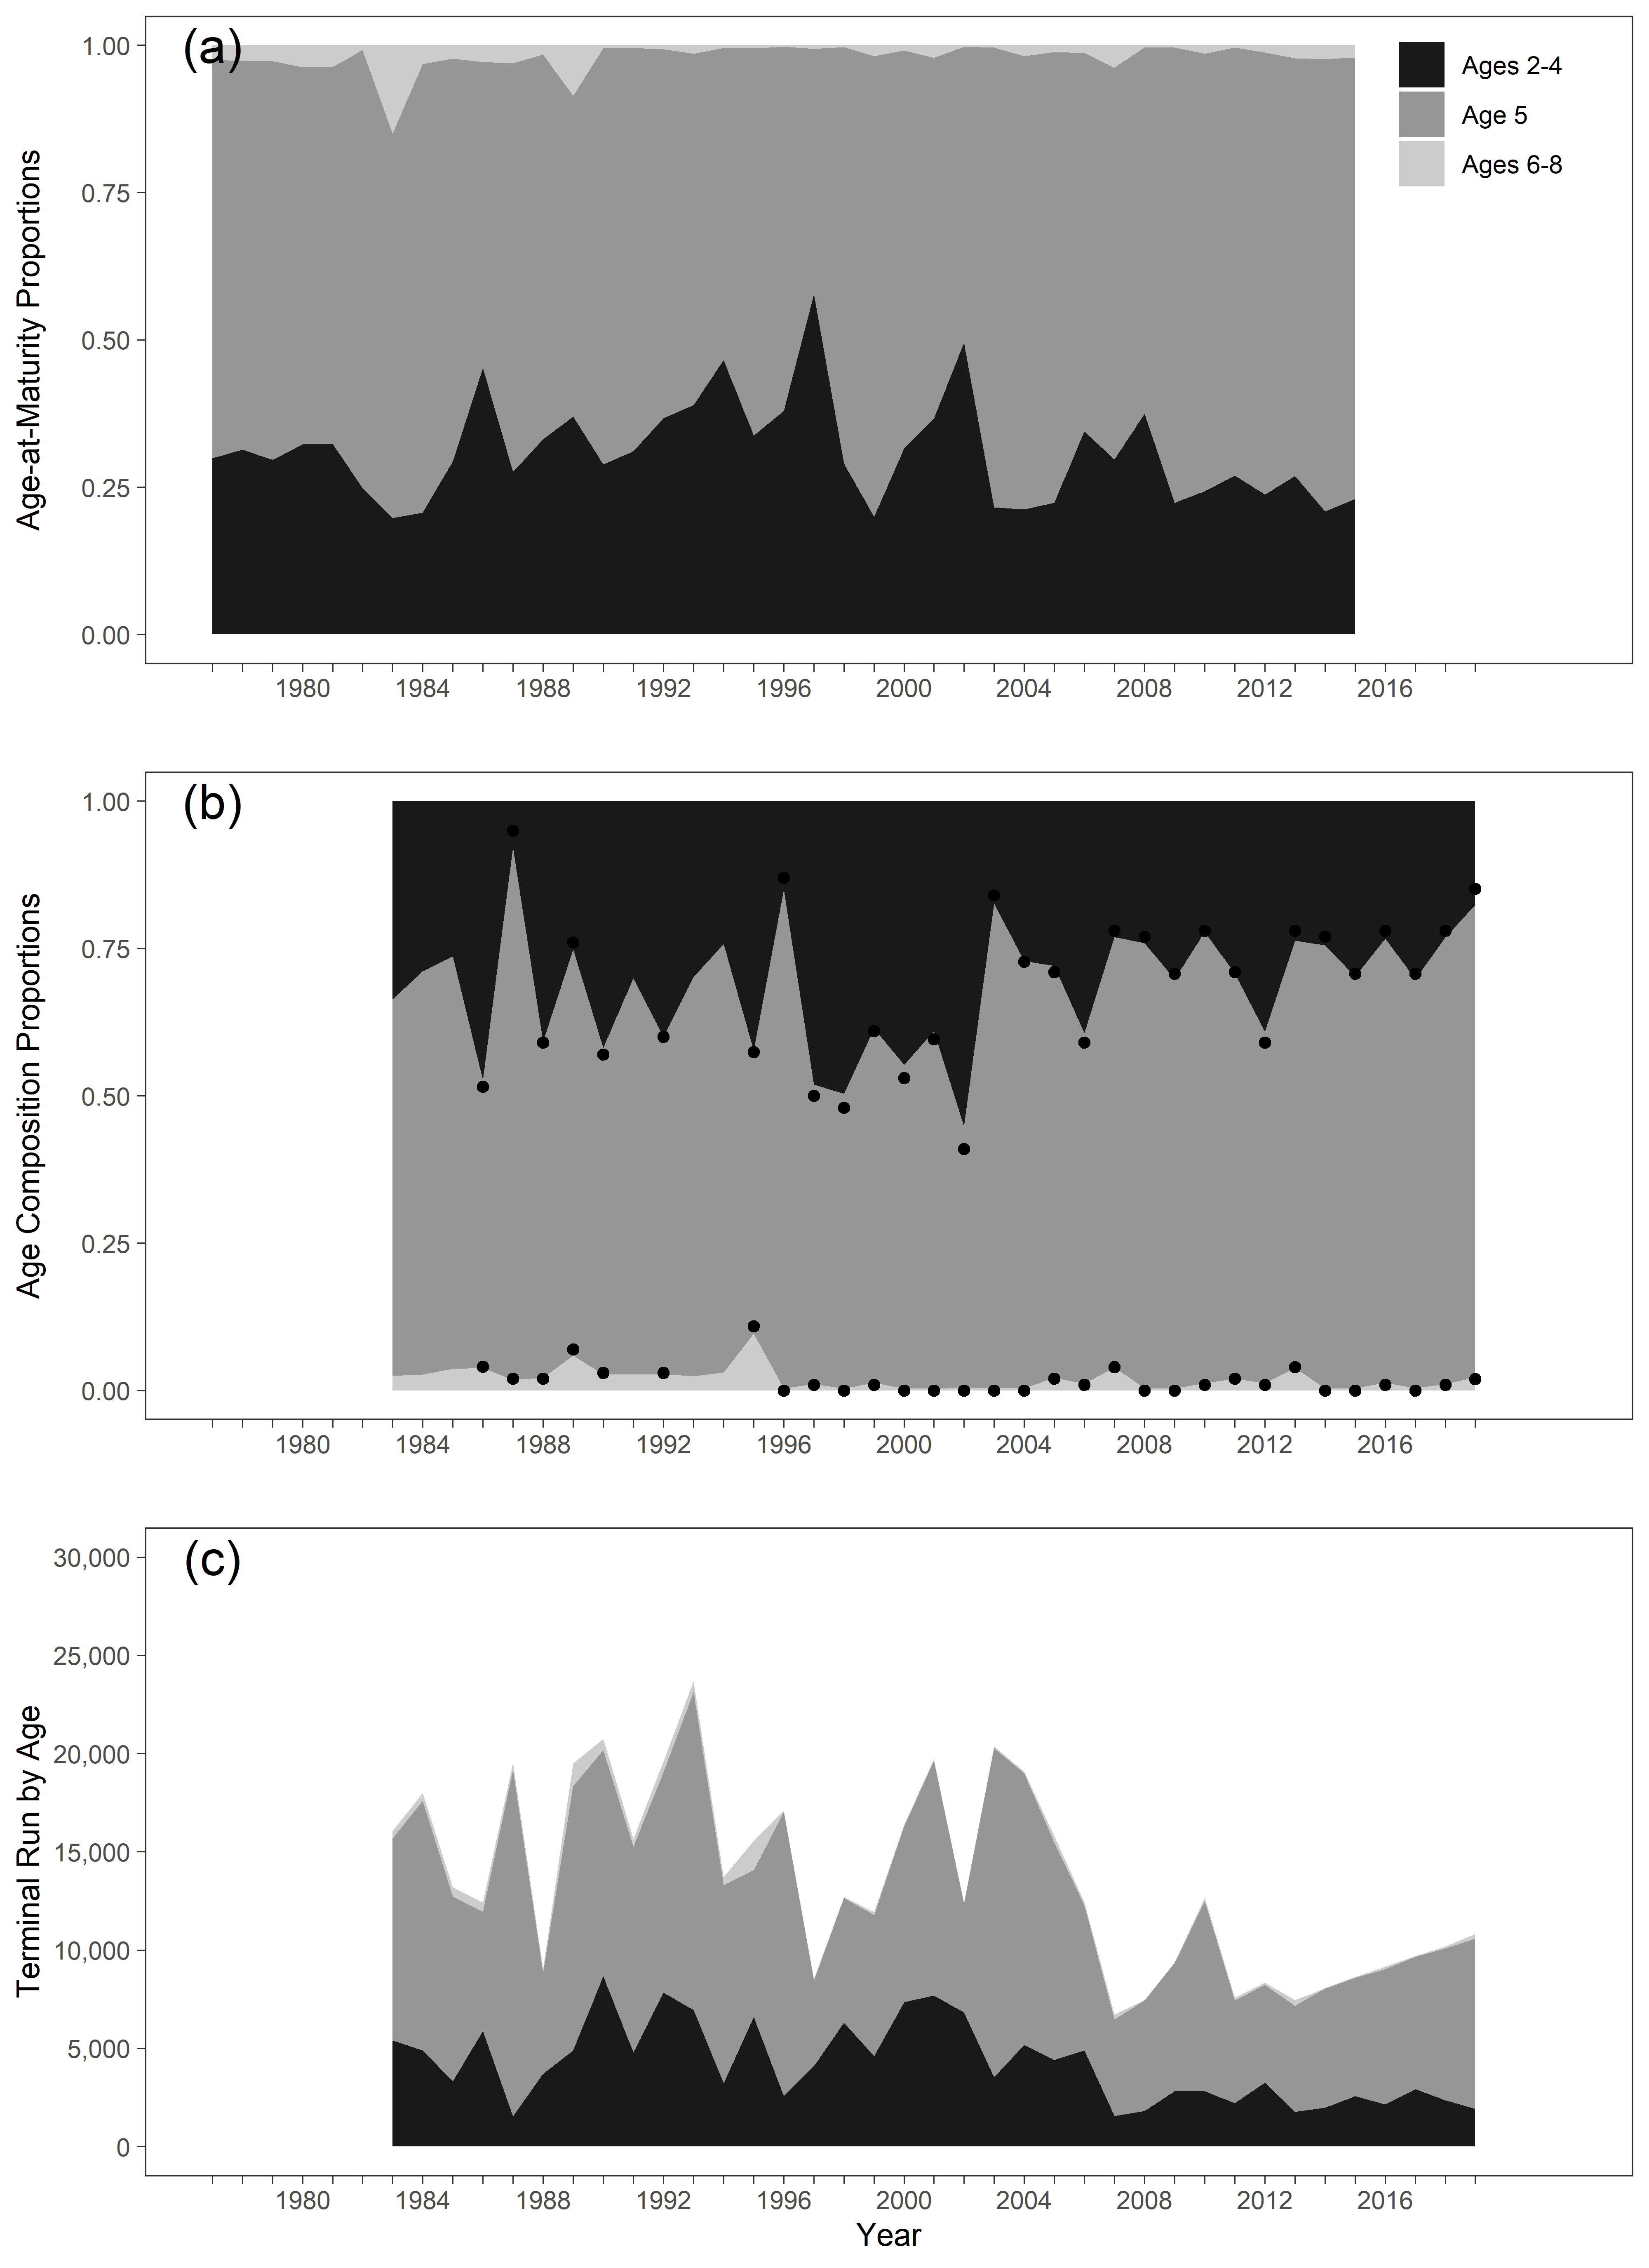 (a)
Age-at-Maturity Proportions
1.00
0.75
0.50
0.25
0.00
Ages 2-4
Age 5
Ages 6-8
1980 1984 1988 1992 1996 2000 2004 2008 2012 2016
(b)
Age Composition Proportions
1.00
0.75
0.50
0.25
0.00
1980 1984 1988 1992 1996 2000 2004 2008 2012 2016
(c)
Terminal Run by Age
30,000
25,000
20,000
15,000
10,000
5,000
0
1980 1984 1988 1992 1996 2000 2004 2008 2012 2016
Year